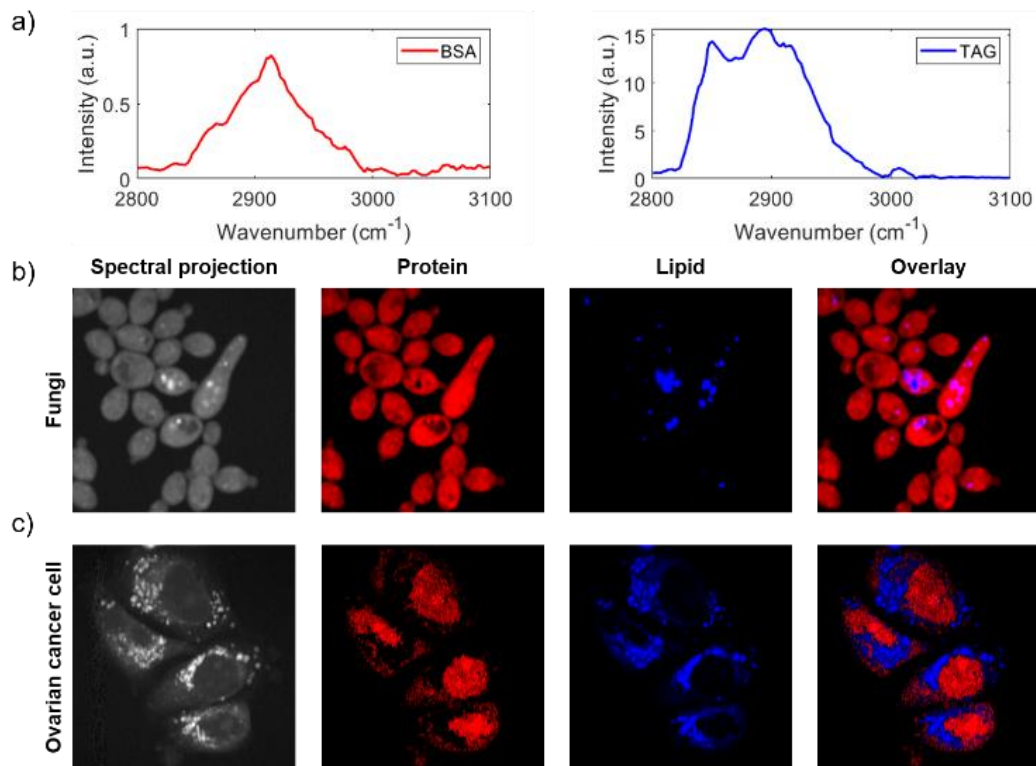 a)
Intensity (a.u.)
1
0.5
0
BSA
2800 2900 3000 3100
Wavenumber (cm⁻¹)
Intensity (a.u.)
15
10
5
0
TAG
2800 2900 3000 3100
Wavenumber (cm⁻¹)
b)
Spectral projection Protein Lipid Overlay
Fungi
c)
Ovarian cancer cell